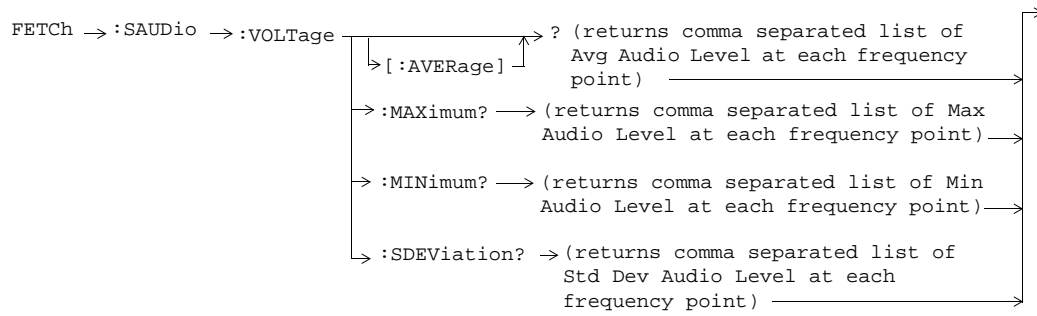 FETCh :SAUDio :VOLTage ? (returns comma separated list of
[:AVERage] Avg Audio Level at each frequency
point)
:MAXimum? (returns comma separated list of Max
Audio Level at each frequency point)
:MINimum? (returns comma separated list of Min
Audio Level at each frequency point)
:SDEViation? (returns comma separated list of
Std Dev Audio Level at each
frequency point)